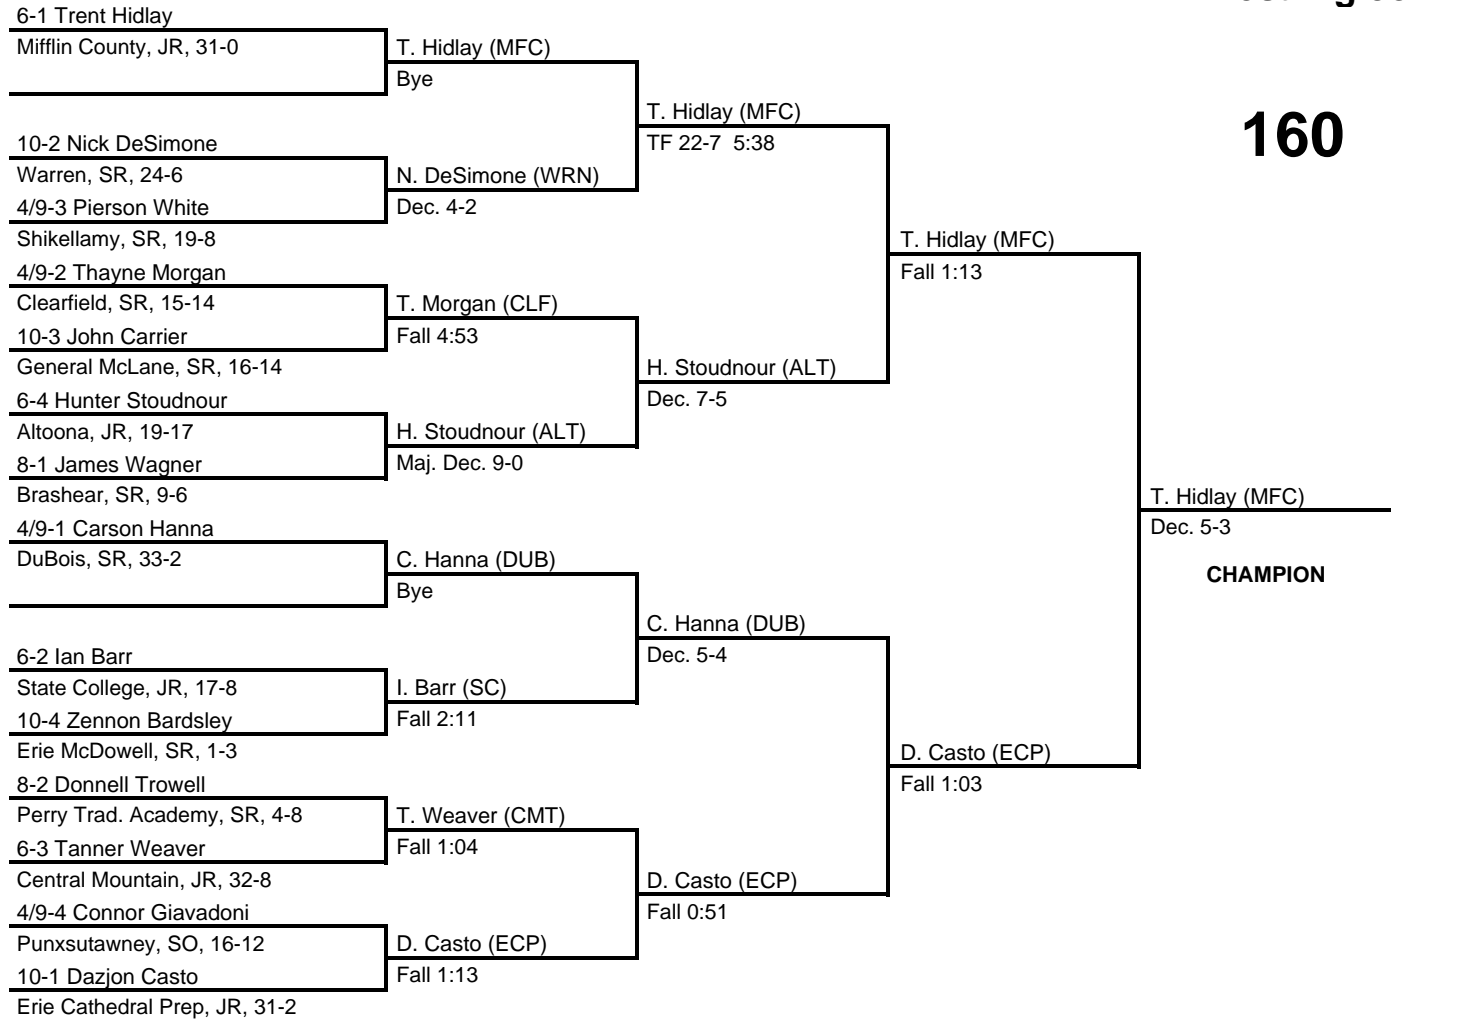 6-1 Trent Hidlay
Mifflin County, JR, 31-0
T. Hidlay (MFC)
Bye
T. Hidlay (MFC)
TF 22-7 5:38
160
10-2 Nick DeSimone
Warren, SR, 24-6
N. DeSimone (WRN)
4/9-3 Pierson White
Dec. 4-2
Shikellamy, SR, 19-8
T. Hidlay (MFC)
Fall 1:13
4/9-2 Thayne Morgan
Clearfield, SR, 15-14
T. Morgan (CLF)
10-3 John Carrier
Fall 4:53
General McLane, SR, 16-14
H. Stoudnour (ALT)
Dec. 7-5
6-4 Hunter Stoudnour
Altoona, JR, 19-17
H. Stoudnour (ALT)
8-1 James Wagner
Maj. Dec. 9-0
Brashear, SR, 9-6
T. Hidlay (MFC)
Dec. 5-3
CHAMPION
4/9-1 Carson Hanna
DuBois, SR, 33-2
C. Hanna (DUB)
Bye
C. Hanna (DUB)
Dec. 5-4
6-2 Ian Barr
State College, JR, 17-8
I. Barr (SC)
10-4 Zennon Bardsley
Fall 2:11
Erie McDowell, SR, 1-3
D. Casto (ECP)
Fall 1:03
8-2 Donnell Trowell
Perry Trad. Academy, SR, 4-8
T. Weaver (CMT)
6-3 Tanner Weaver
Fall 1:04
Central Mountain, JR, 32-8
D. Casto (ECP)
Fall 0:51
4/9-4 Connor Giavadoni
Punxsutawney, SO, 16-12
D. Casto (ECP)
10-1 Dazjon Casto
Fall 1:13
Erie Cathedral Prep, JR, 31-2